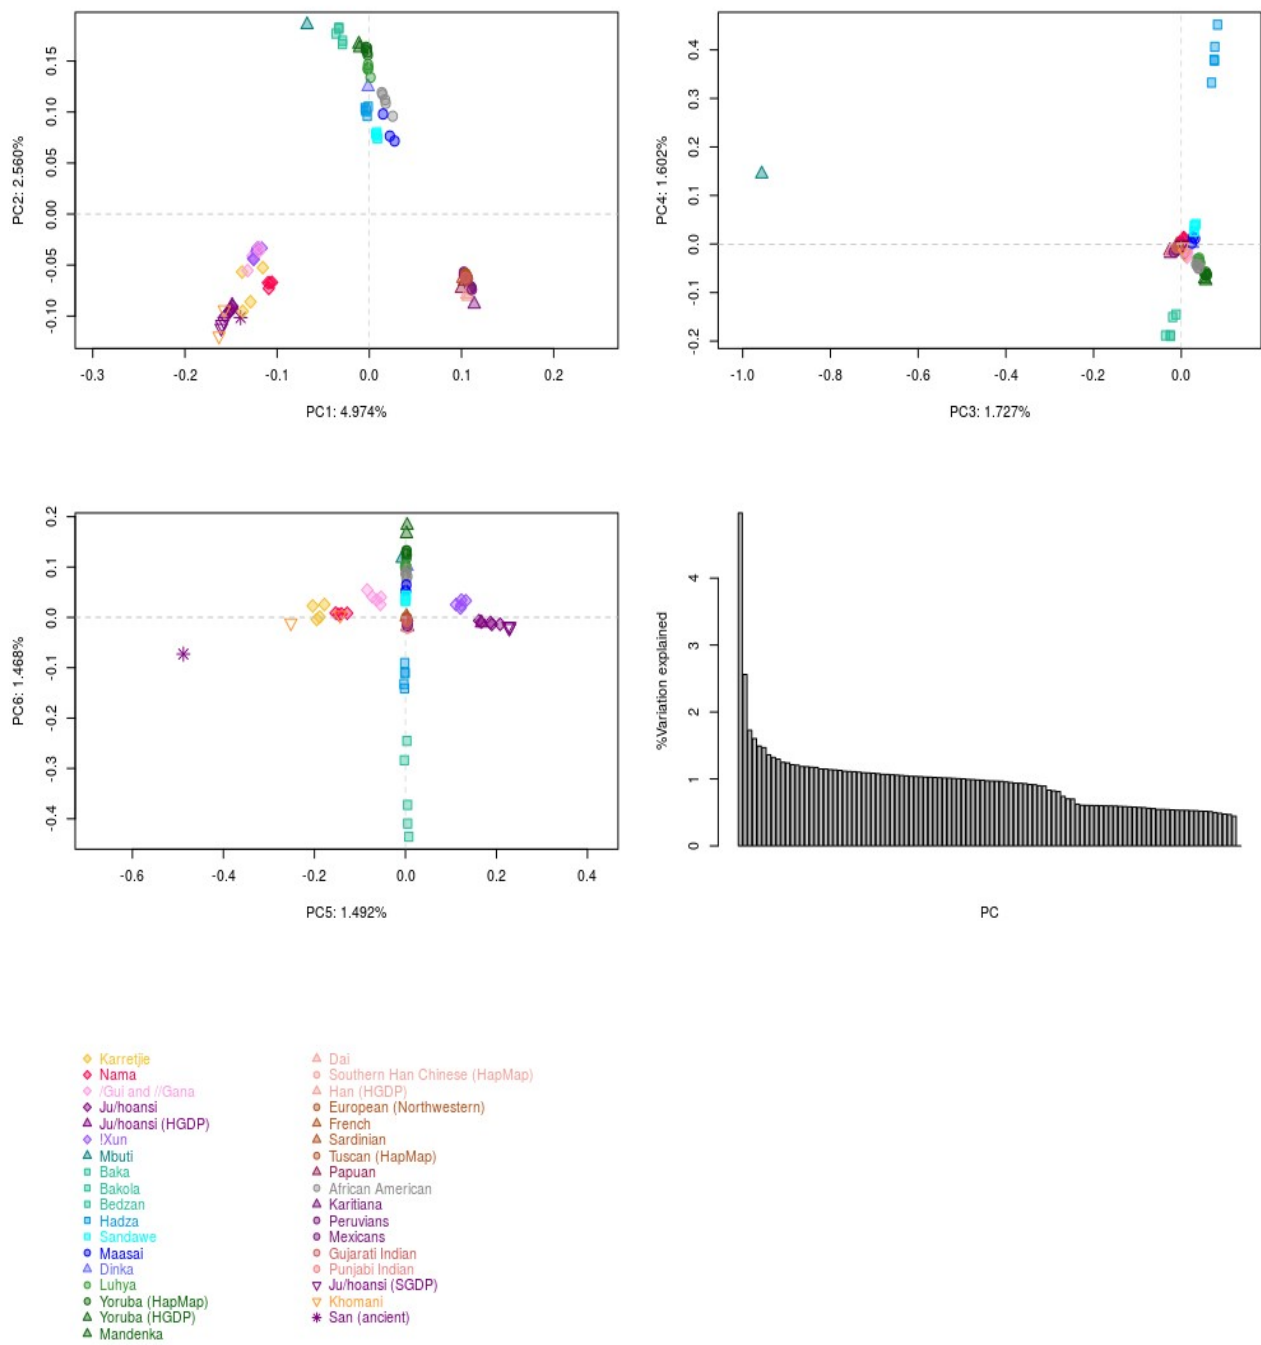 0.15
0.10
0.05
0.00
-0.05
-0.10
PC2: 2.560%
-0.3 -0.2 -0.1 0.0 0.1 0.2
PC1: 4.974%
0.4
0.3
0.2
0.1
0.0
-0.1
-0.2
PC4: 1.602%
-1.0 -0.8 -0.6 -0.4 -0.2 0.0
PC3: 1.727%
0.2
0.1
0.0
-0.1
-0.2
-0.3
-0.4
PC6: 1.468%
-0.6 -0.4 -0.2 0.0 0.2 0.4
PC5: 1.492%
4
3
2
1
0
%Variation explained
PC
Karretjie
Nama
/Gui and //Gana
Ju/hoansi
Ju/hoansi (HGDP)
!Xun
Mbuti
Baka
Bakola
Bedzan
Hadza
Sandawe
Maasai
Dinka
Luhya
Yoruba (HapMap)
Yoruba (HGDP)
Mandenka
Dai
Southern Han Chinese (HapMap)
Han (HGDP)
European (Northwestern)
French
Sardinian
Tuscan (HapMap)
Papuan
African American
Karitiana
Peruvians
Mexicans
Gujarati Indian
Punjabi Indian
Ju/hoansi (SGDP)
Khomani
San (ancient)